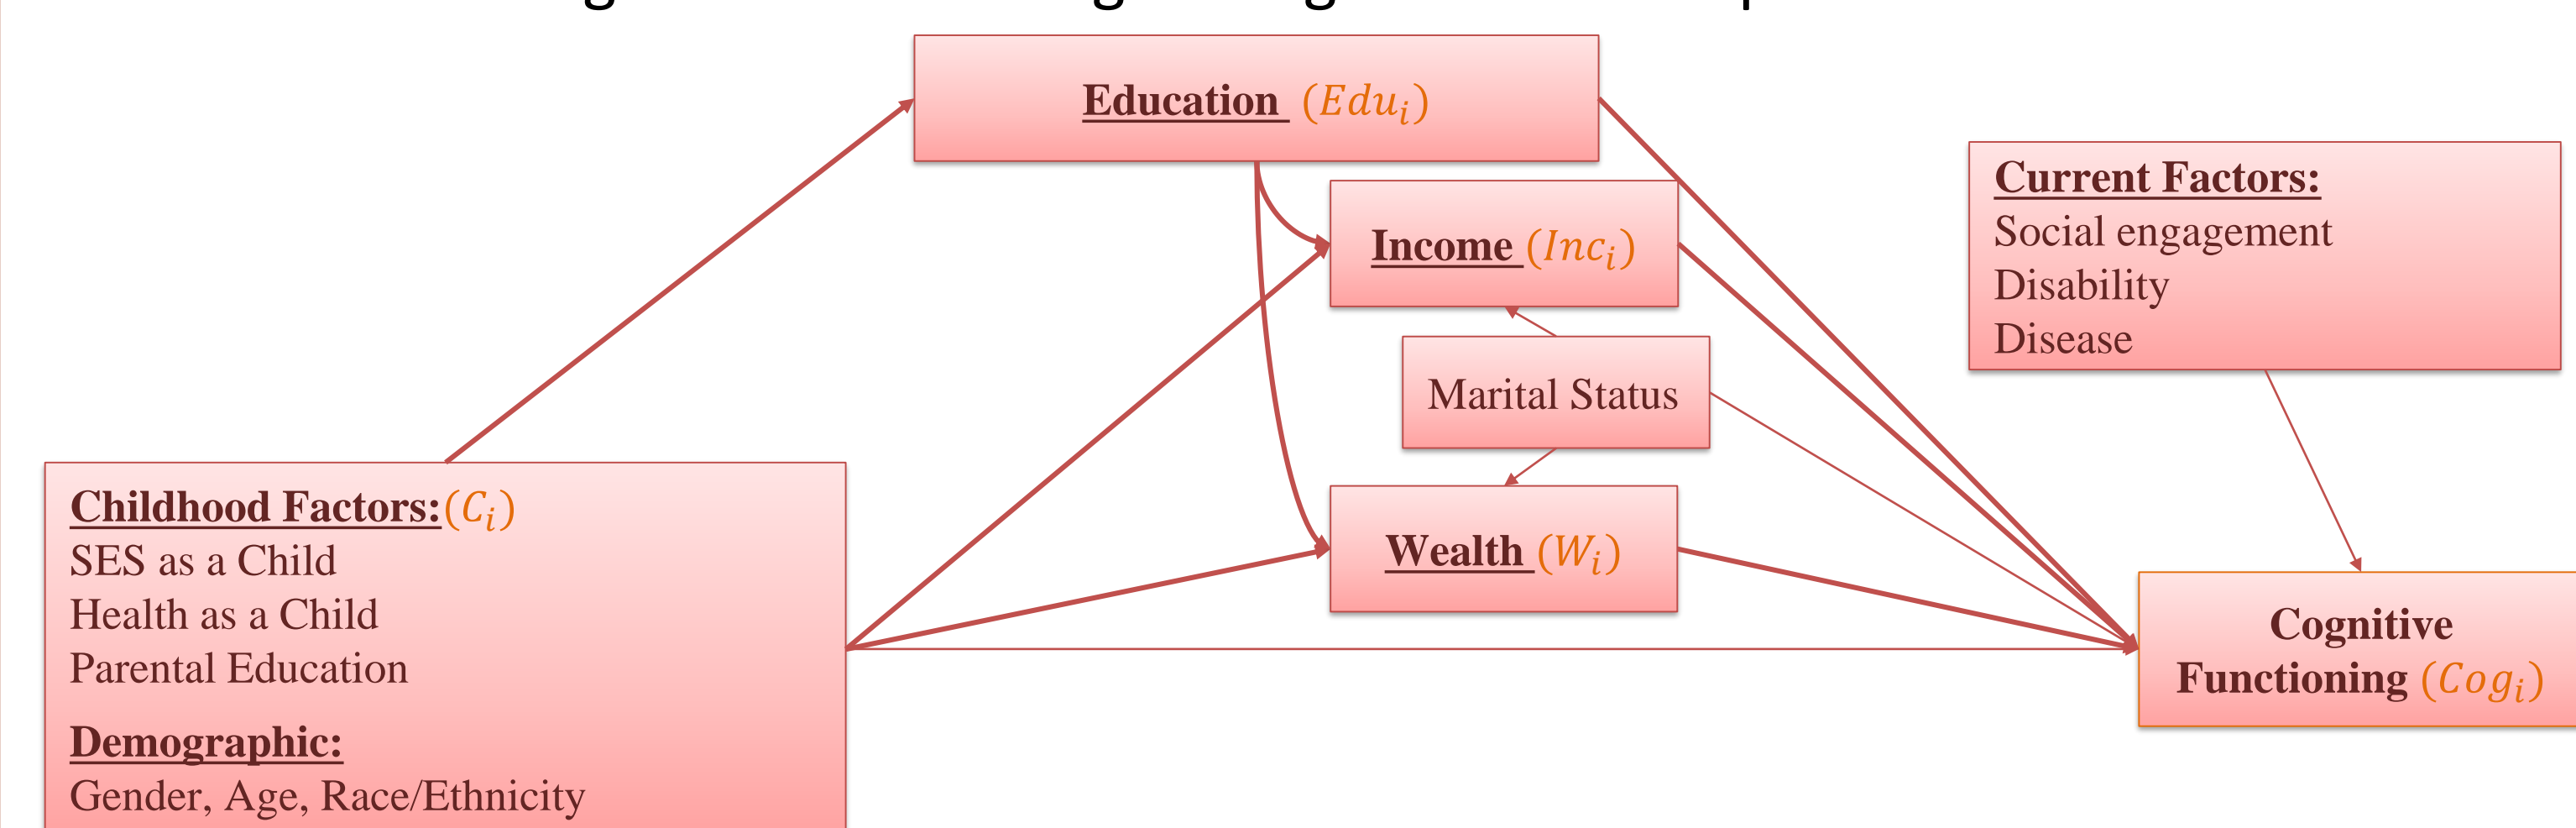 Education (Edu_i)
Income (Inc_i)
Marital Status
Wealth (W_i)
Current Factors:
Social engagement
Disability
Disease
Childhood Factors:(C_i)
SES as a Child
Health as a Child
Parental Education
Demographic:
Gender, Age, Race/Ethnicity
Cognitive
Functioning (Cog_i)